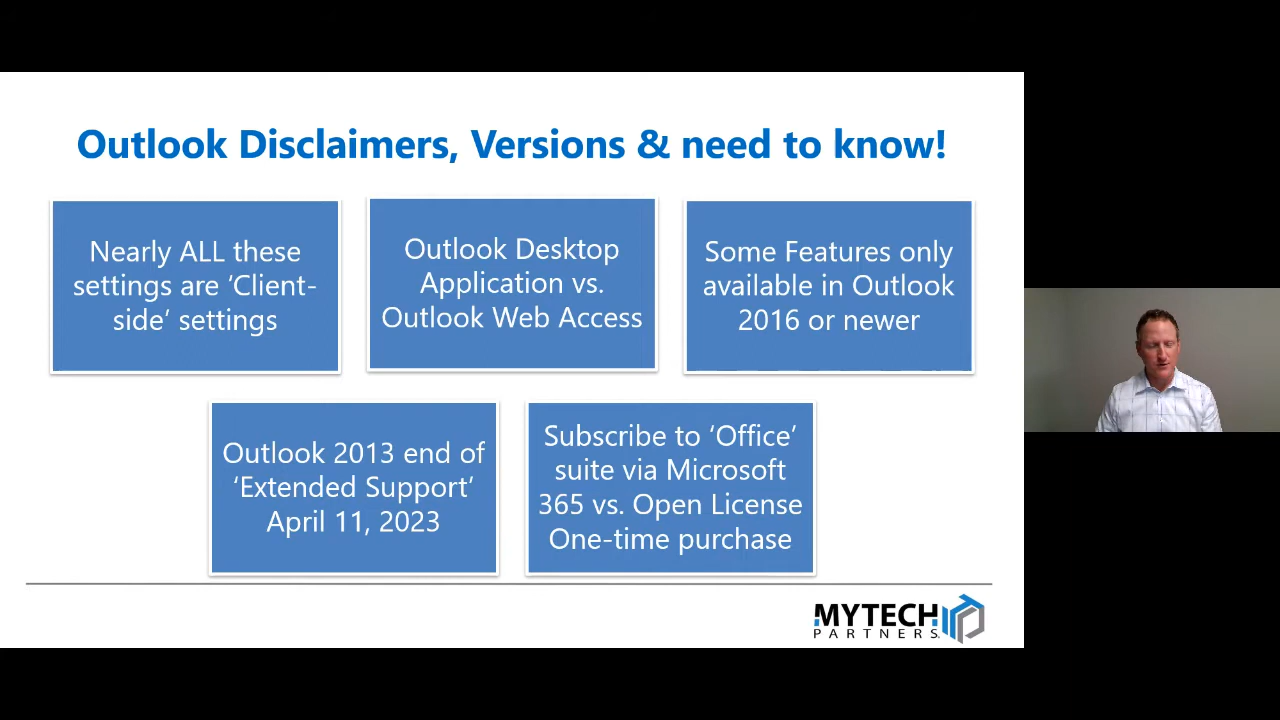 Outlook Disclaimers, Versions & need to know!
Nearly ALL these
settings are ‘Client-
side’ settings
Outlook Desktop
Application vs.
Outlook Web Access
Some Features only
available in Outlook
2016 or newer
Outlook 2013 end of
‘Extended Support’
April 11, 2023
Subscribe to ‘Office’
suite via Microsoft
365 vs. Open License
One-time purchase
MYTECH
PARTNERS